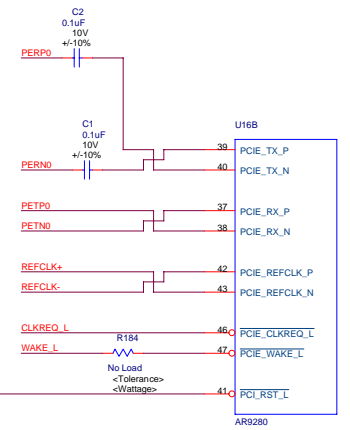 C2
0.1uF
10V
+/-10%
PERP0
C1
0.1uF
10V
+/-10%
PERN0
U16B
39 PCIE_TX_P
40 PCIE_TX_N
PETP0
37 PCIE_RX_P
PETN0
38 PCIE_RX_N
REFCLK+
42 PCIE_REFCLK_P
REFCLK-
43 PCIE_REFCLK_N
CLKREQ_L
46 PCIE_CLKREQ_L
R184
WAKE_L
47 PCIE_WAKE_L
No Load
<Tolerance>
<Wattage>
41 PCI_RST_L
AR9280